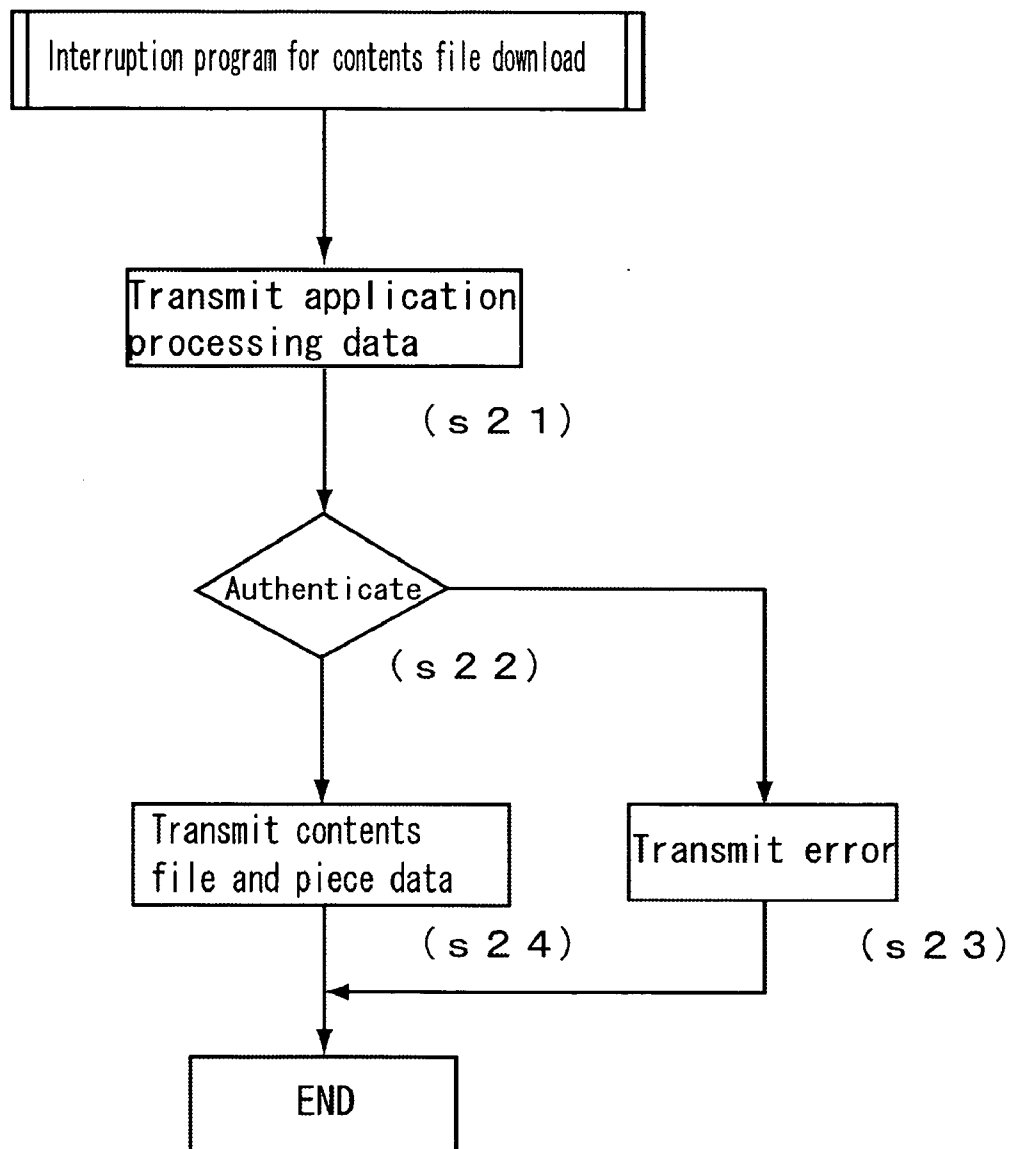 Interruption program for contents file download
Transmit application
processing data
(s21)
Authenticate
(s22)
Transmit contents
file and piece data
Transmit error
(s24)
(s23)
END